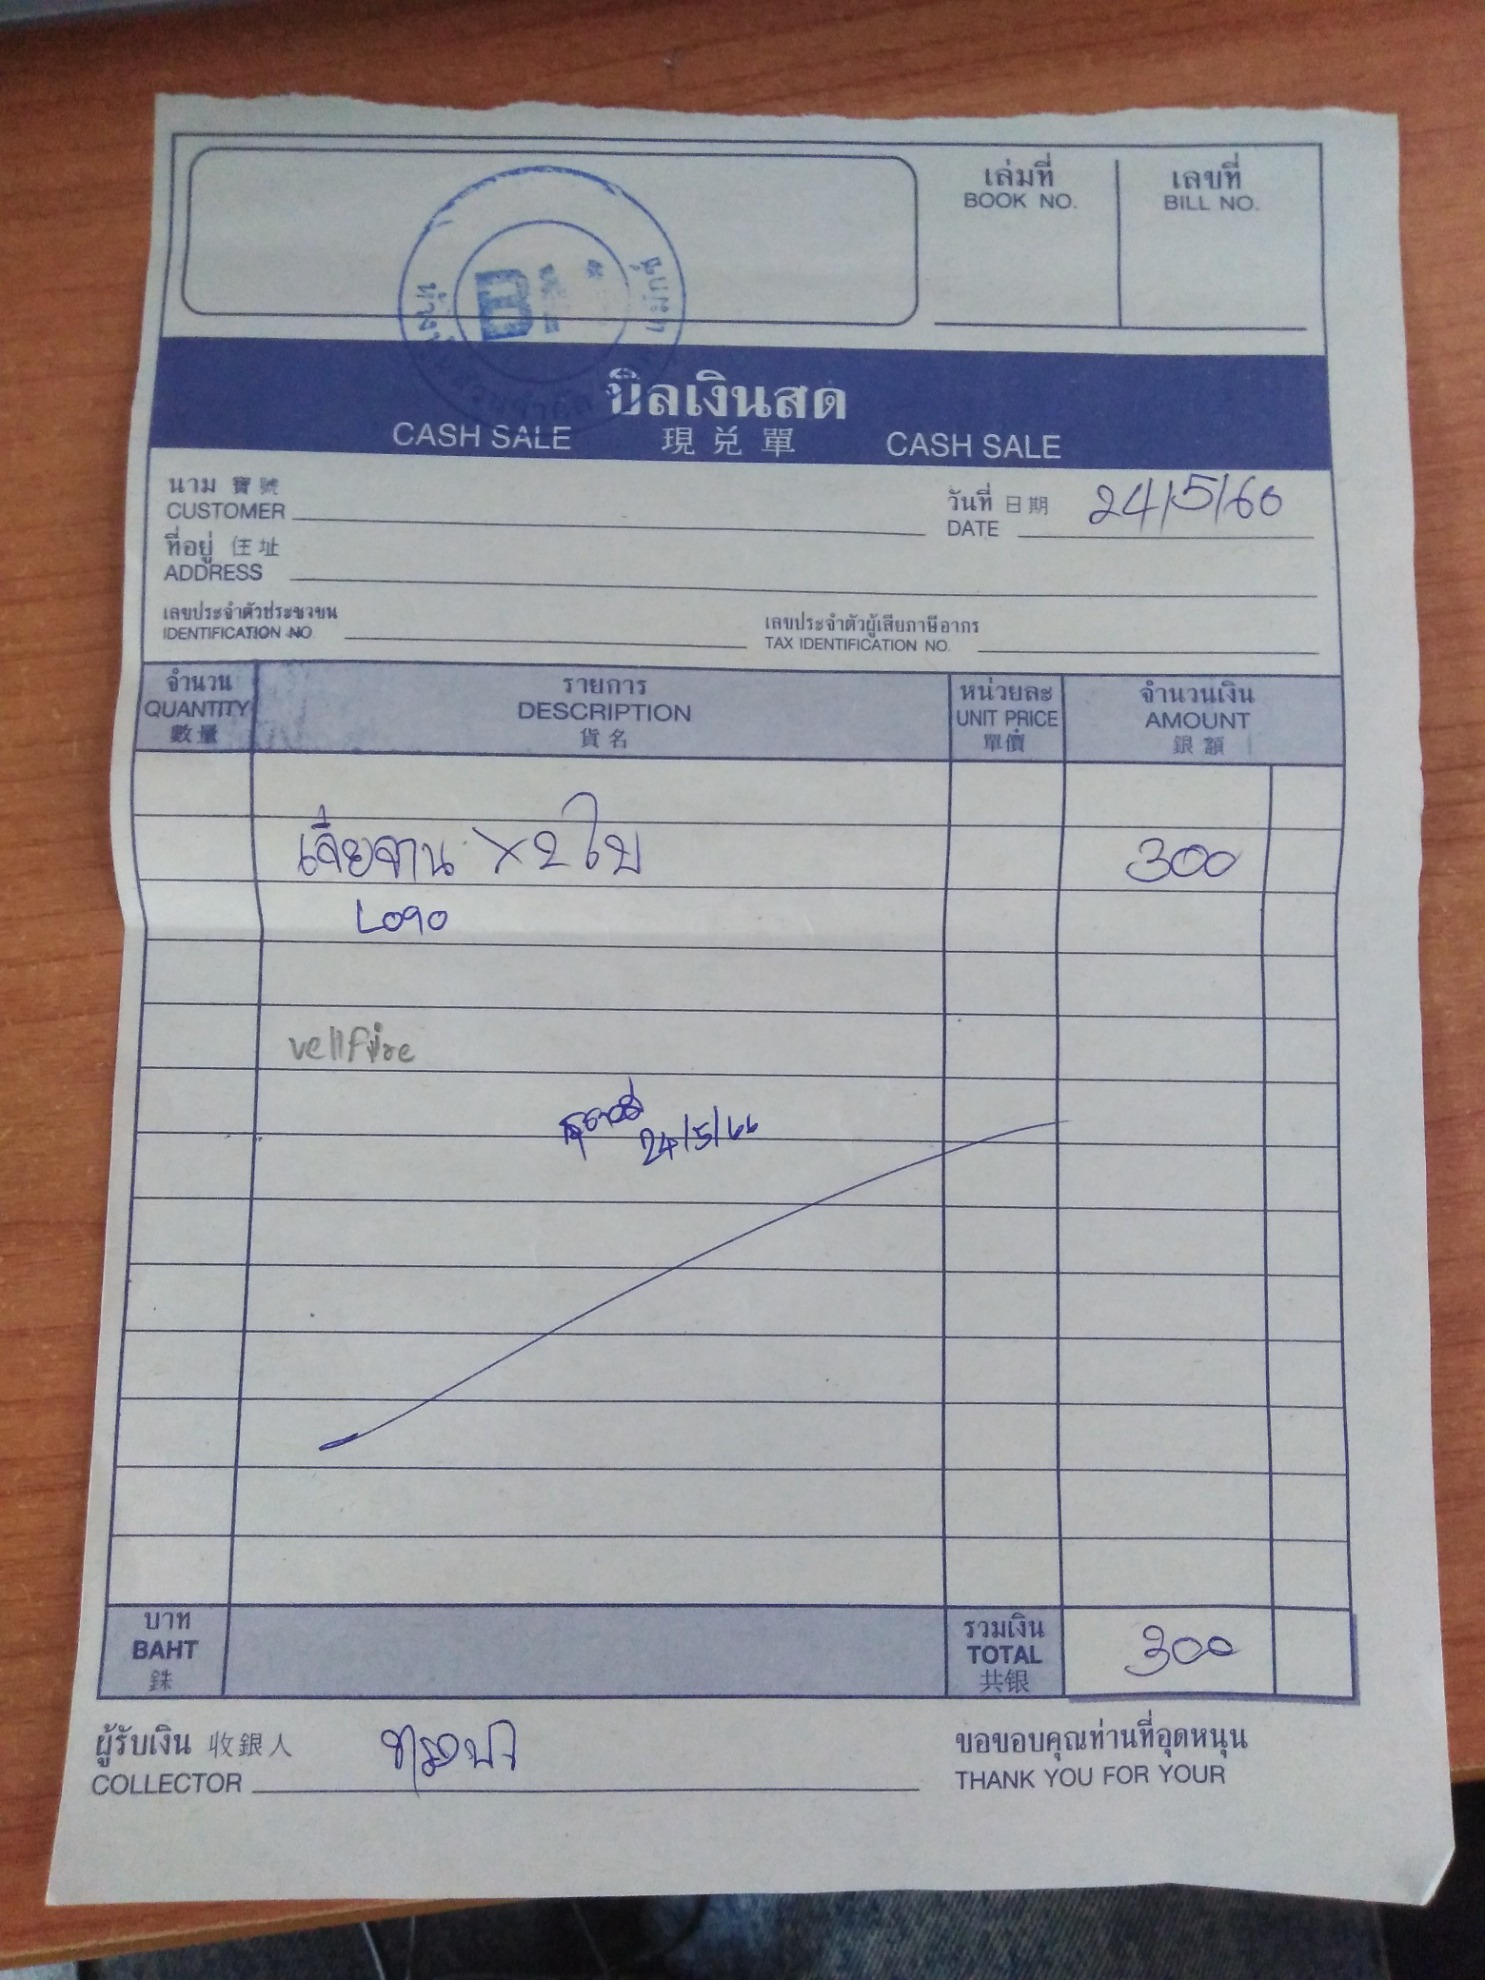 เล่มที่ เลขที่
BOOK NO. BILL NO.
บิลเงินสด
CASH SALE 現兑單 CASH SALE
นาม 寶號 วันที่ 日期 24/5/66
CUSTOMER DATE
ที่อยู่ 住址
ADDRESS
เลขประจำตัวประชาชน เลขประจำตัวผู้เสียภาษีอากร
IDENTIFICATION NO. TAX IDENTIFICATION NO.
จำนวน รายการ หน่วยละ จำนวนเงิน
QUANTITY DESCRIPTION UNIT PRICE AMOUNT
數量 貨名 單價 銀額
เจียจาน X 2 ใบ 300
Logo
vellfire
24/5/66
บาท รวมเงิน
BAHT TOTAL 300
銖 共银
ผู้รับเงิน 收銀人 ขอขอบคุณท่านที่อุดหนุน
COLLECTOR THANK YOU FOR YOUR